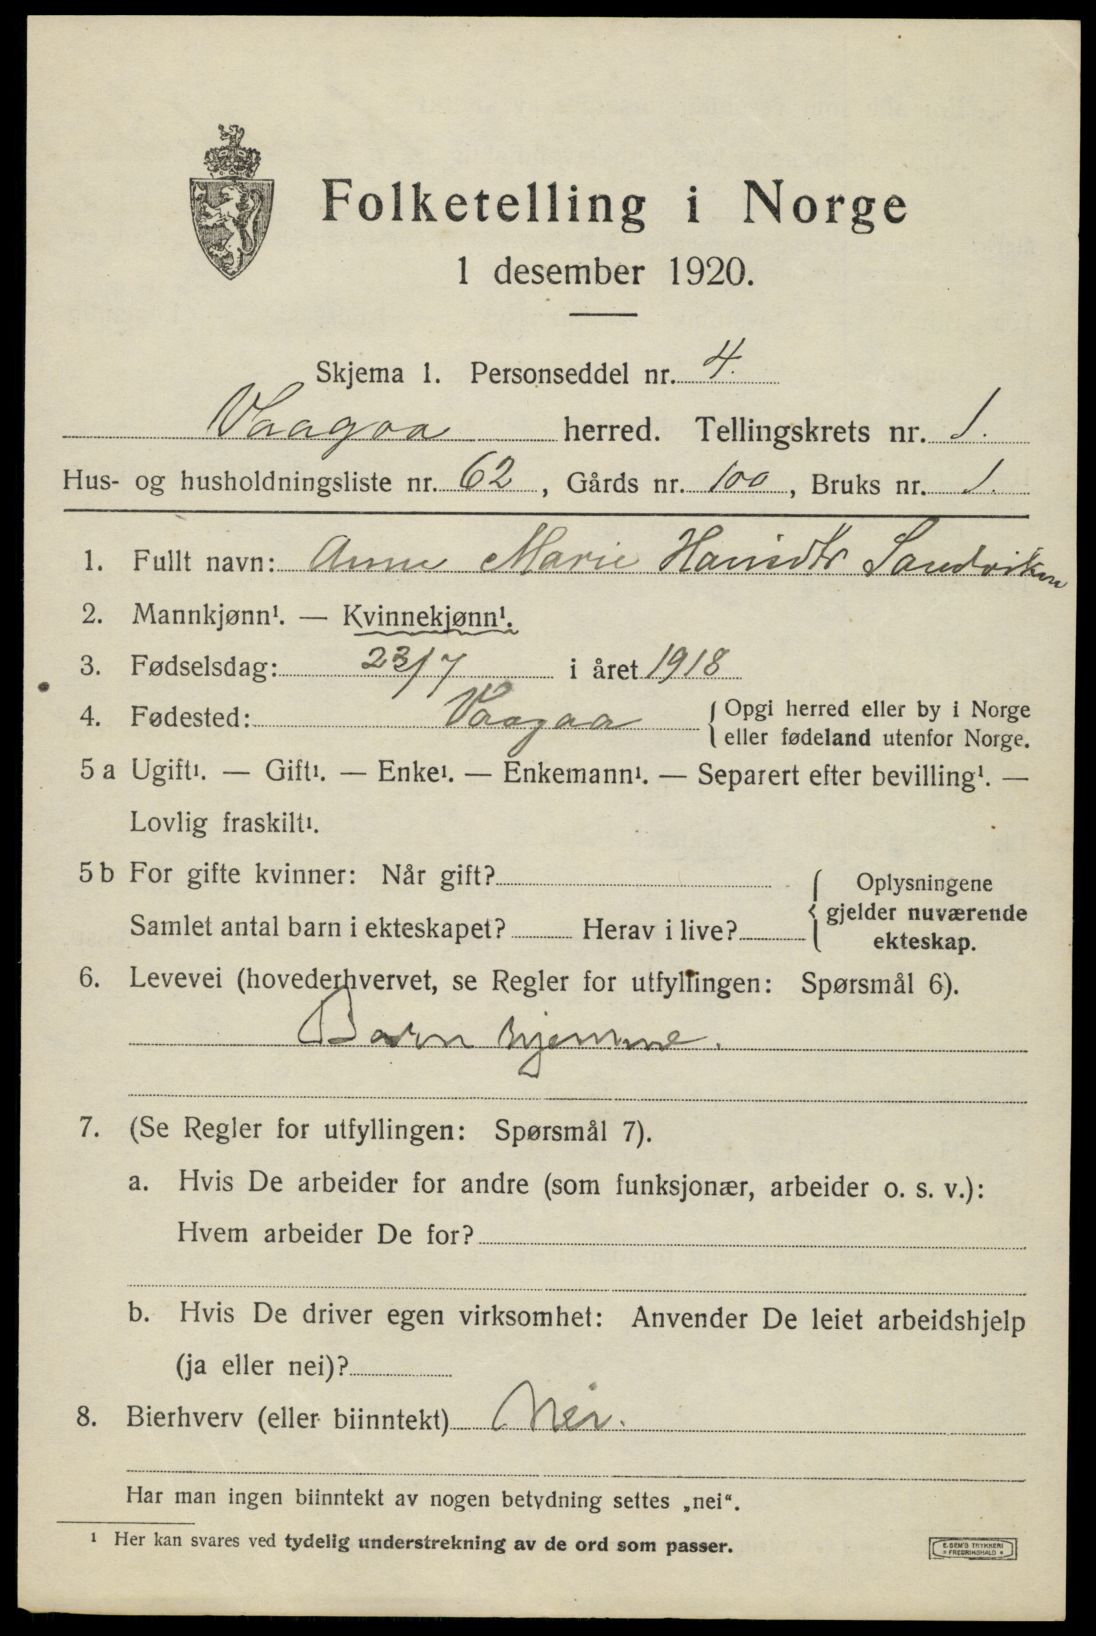 Folketelling i Norge
1 desember 1920.
Skjema 1. Personseddel nr. 4.
Vaagaa herred. Tellingskrets nr. 1.
Hus- og husholdningsliste nr. 62, Gårds nr. 100, Bruks nr. 1.
1. Fullt navn: Anne Marie Sandviken
2. Mannkjønn¹. — Kvinnekjønn¹.
3. Fødselsdag: 23/7 i året 1918
4. Fødested: Vaagaa { Opgi herred eller by i Norge
eller fødeland utenfor Norge.
5 a Ugift¹. — Gift¹. — Enke¹. — Enkemann¹. — Separert efter bevilling¹. —
Lovlig fraskilt¹.
5 b For gifte kvinner: Når gift?
Samlet antal barn i ekteskapet? Herav i live?
{ Oplysningene
gjelder nuværende
ekteskap.
6. Levevei (hovederhvervet, se Regler for utfyllingen: Spørsmål 6).
Barn hjemme.
7. (Se Regler for utfyllingen: Spørsmål 7).
a. Hvis De arbeider for andre (som funksjonær, arbeider o. s. v.):
Hvem arbeider De for?
b. Hvis De driver egen virksomhet: Anvender De leiet arbeidshjelp
(ja eller nei)?
8. Bierhverv (eller biinntekt) Nei.
Har man ingen biinntekt av nogen betydning settes „nei“.
¹ Her kan svares ved tydelig understrekning av de ord som passer.
E. SEM'S TRYKKERI
• FREDRIKSHALD •